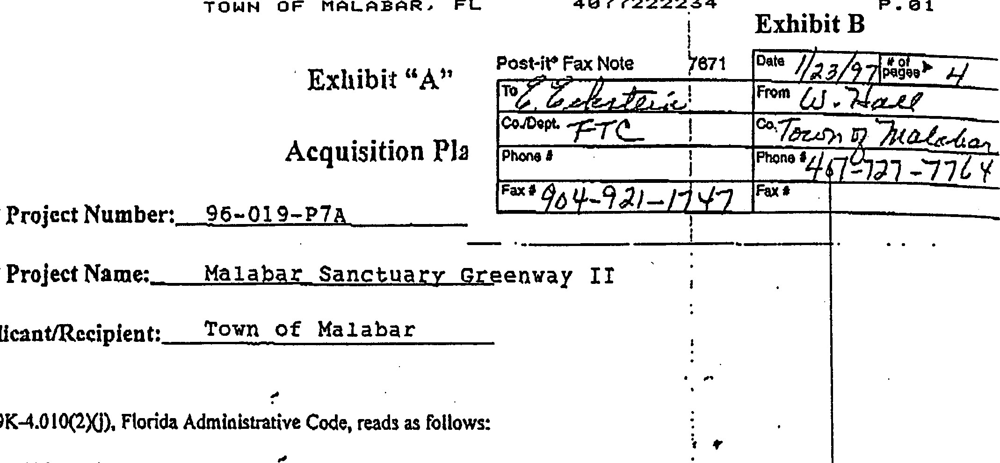 TOWN OF MALABAR, FL 4077222234 P.01
Exhibit B
Exhibit “A”
Post-it® Fax Note 7671
Date 1/23/97 # of pages ▶ 4
To E. Eckstein
From W. Hall
Co./Dept. FTC
Co. Town of Malabar
Phone #
Phone # 407-727-7764
Fax # 904-921-1747
Fax #
Acquisition Pla
Project Number: 96-019-P7A
Project Name: Malabar Sanctuary Greenway II
licant/Recipient: Town of Malabar
9K-4.010(2)(j), Florida Administrative Code, reads as follows: